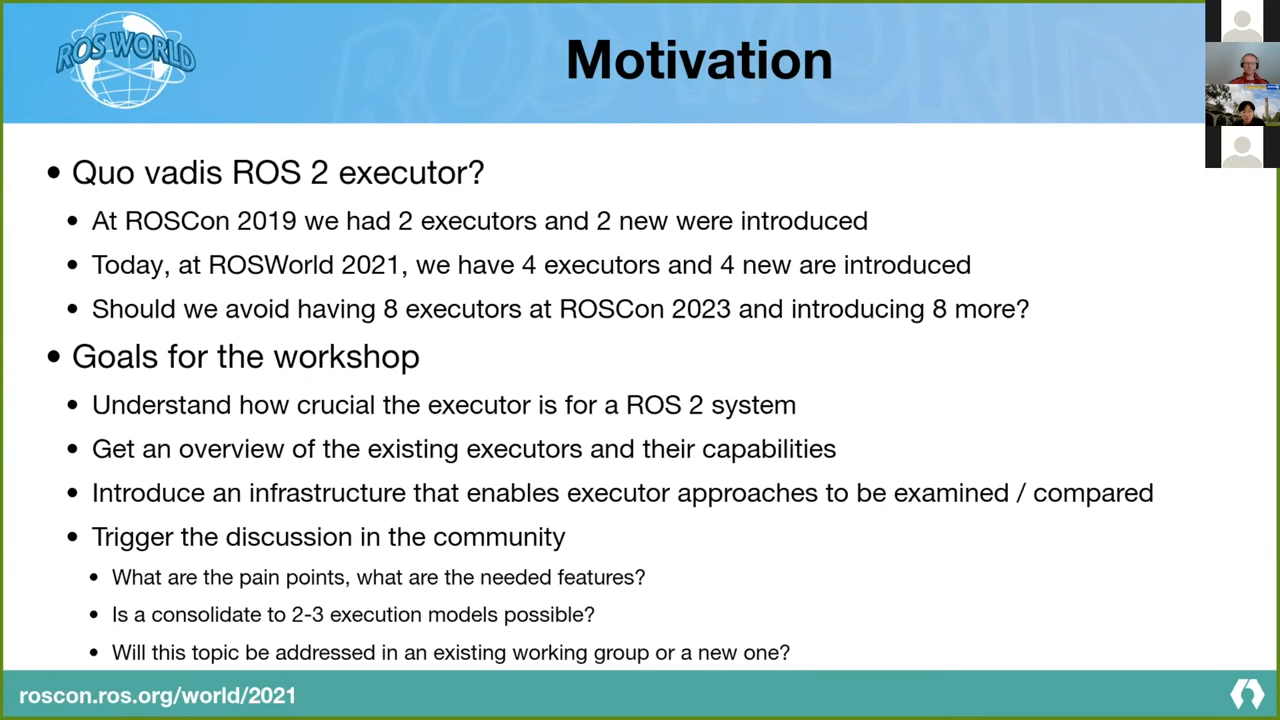 ROS WORLD
Motivation
• Quo vadis ROS 2 executor?
• At ROSCon 2019 we had 2 executors and 2 new were introduced
• Today, at ROSWorld 2021, we have 4 executors and 4 new are introduced
• Should we avoid having 8 executors at ROSCon 2023 and introducing 8 more?
• Goals for the workshop
• Understand how crucial the executor is for a ROS 2 system
• Get an overview of the existing executors and their capabilities
• Introduce an infrastructure that enables executor approaches to be examined / compared
• Trigger the discussion in the community
• What are the pain points, what are the needed features?
• Is a consolidate to 2-3 execution models possible?
• Will this topic be addressed in an existing working group or a new one?
roscon.ros.org/world/2021